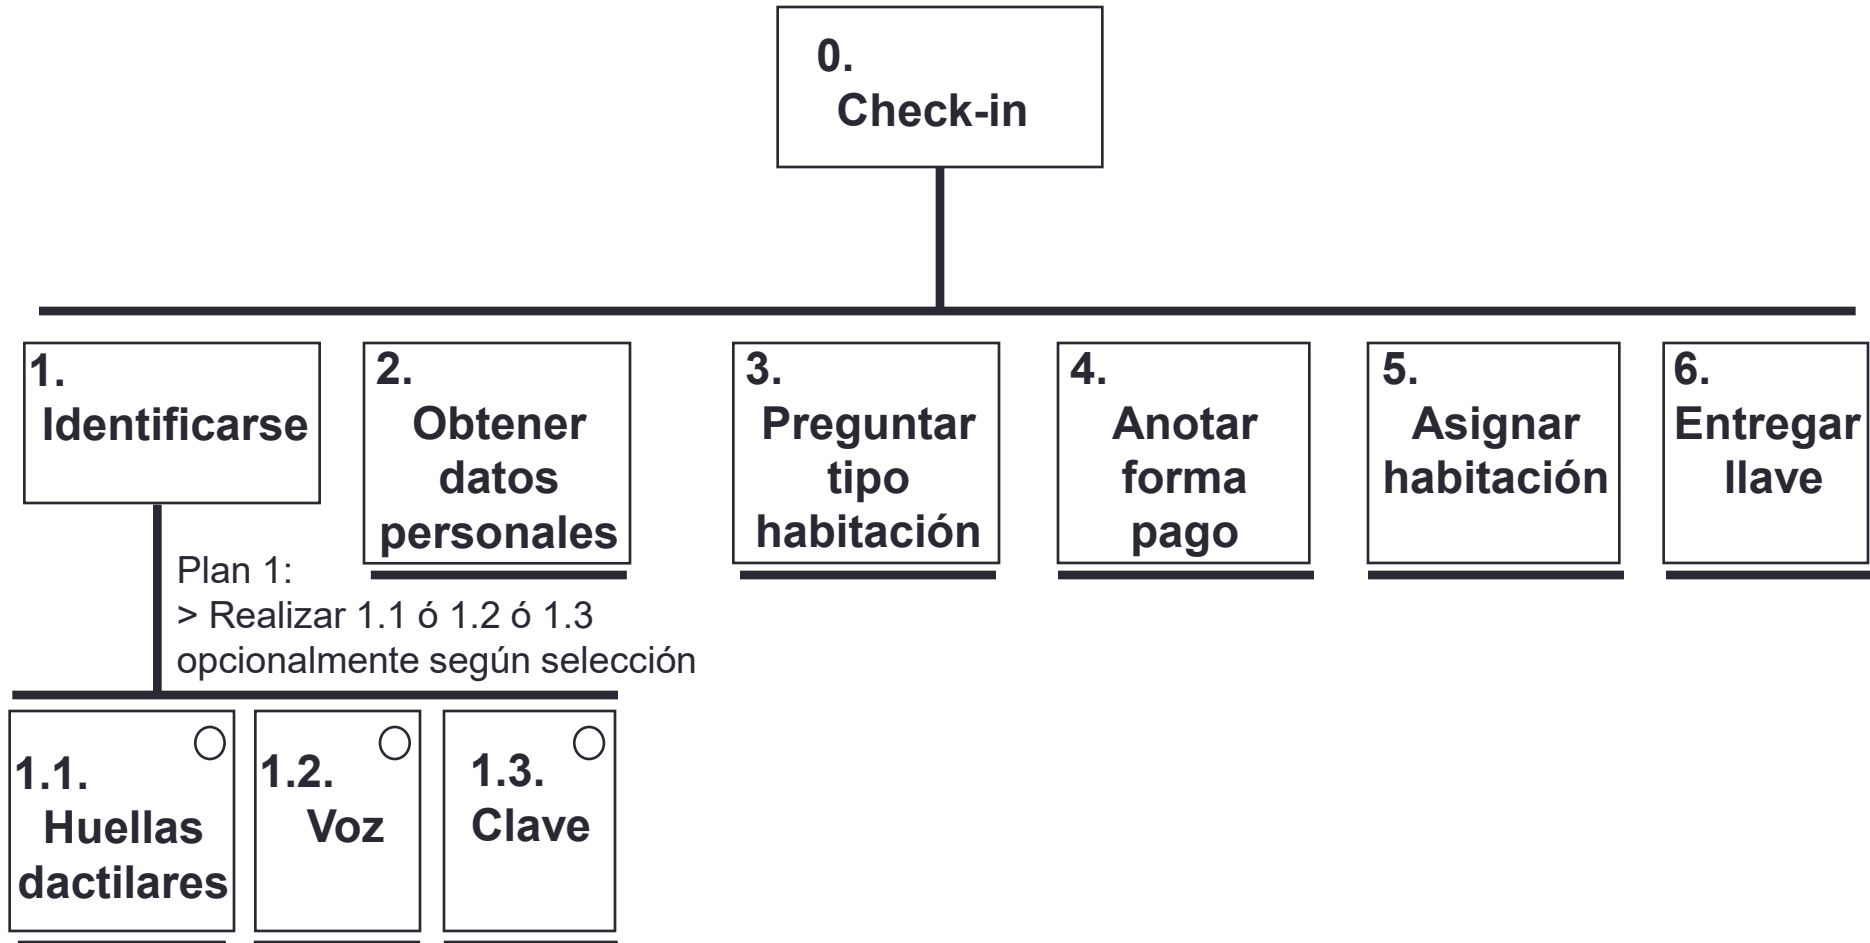 0.
Check-in
1.
Identificarse
2.
Obtener
datos
personales
3.
Preguntar
tipo
habitación
4.
Anotar
forma
pago
5.
Asignar
habitación
6.
Entregar
llave
Plan 1:
> Realizar 1.1 ó 1.2 ó 1.3
opcionalmente según selección
1.1.
Huellas
dactilares
1.2.
Voz
1.3.
Clave